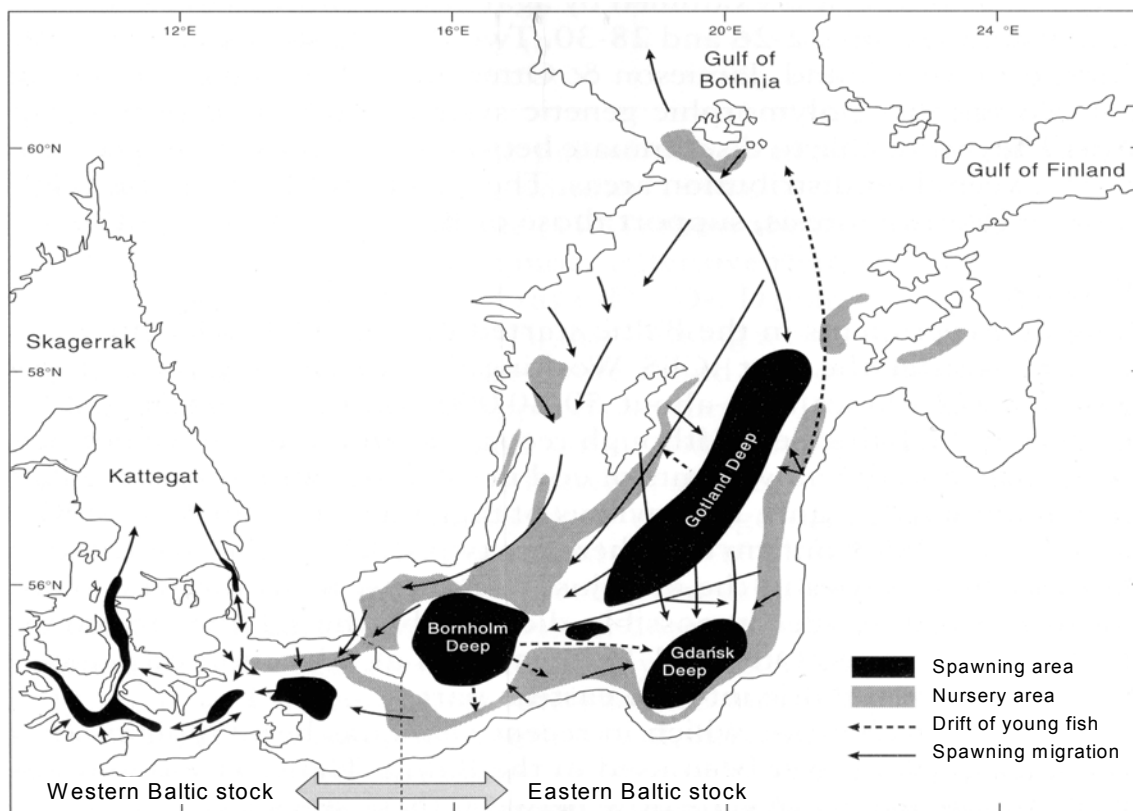 12°E
16°E
20°E
24°E
Gulf of
Bothnia
60°N
Gulf of Finland
Skagerrak
58°N
Kattegat
Gotland Deep
56°N
Bornholm
Deep
Gdańsk
Deep
Spawning area
Nursery area
Drift of young fish
Spawning migration
Western Baltic stock
Eastern Baltic stock